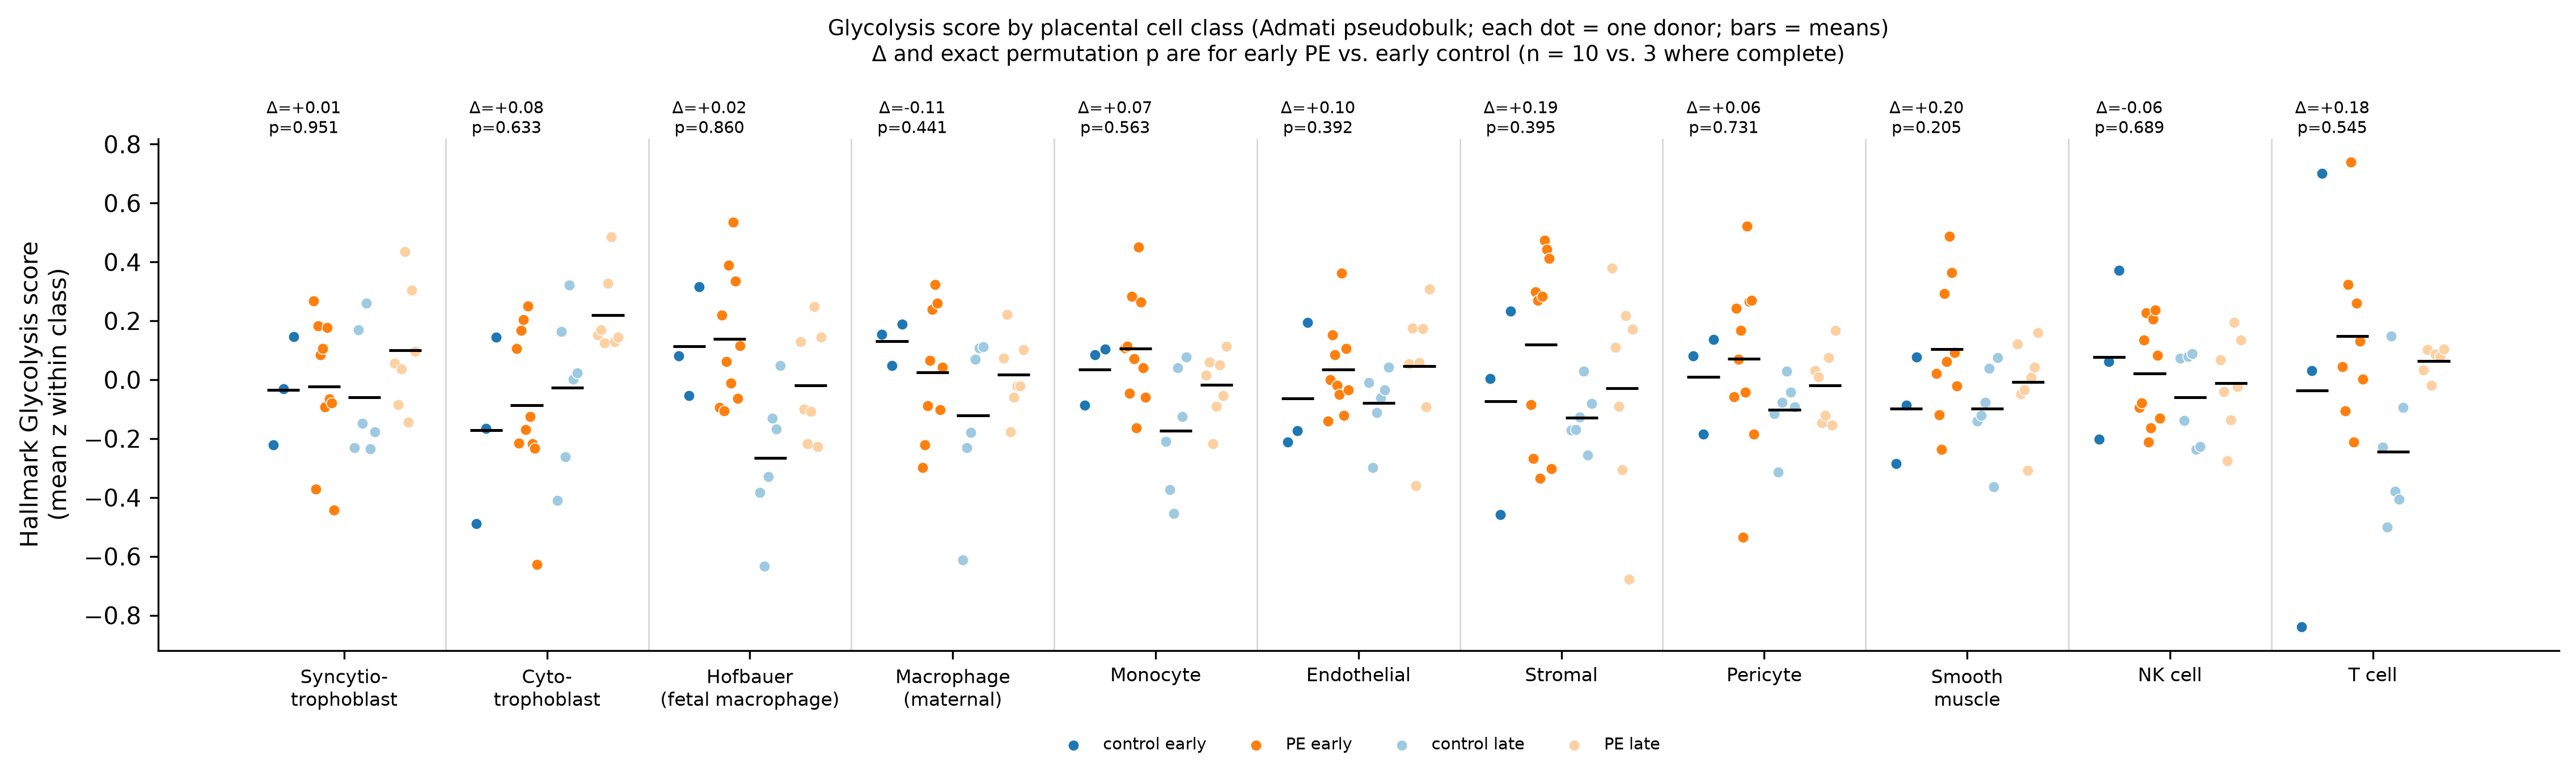 Glycolysis score by placental cell class (Admati pseudobulk; each dot = one donor; bars = means)
Δ and exact permutation p are for early PE vs. early control (n = 10 vs. 3 where complete)
Δ=+0.01
p=0.951
Δ=+0.08
p=0.633
Δ=+0.02
p=0.860
Δ=-0.11
p=0.441
Δ=+0.07
p=0.563
Δ=+0.10
p=0.392
Δ=+0.19
p=0.395
Δ=+0.06
p=0.731
Δ=+0.20
p=0.205
Δ=-0.06
p=0.689
Δ=+0.18
p=0.545
Hallmark Glycolysis score
(mean z within class)
0.8
0.6
0.4
0.2
0.0
−0.2
−0.4
−0.6
−0.8
Syncytio-
trophoblast
Cyto-
trophoblast
Hofbauer
(fetal macrophage)
Macrophage
(maternal)
Monocyte
Endothelial
Stromal
Pericyte
Smooth
muscle
NK cell
T cell
control early
PE early
control late
PE late